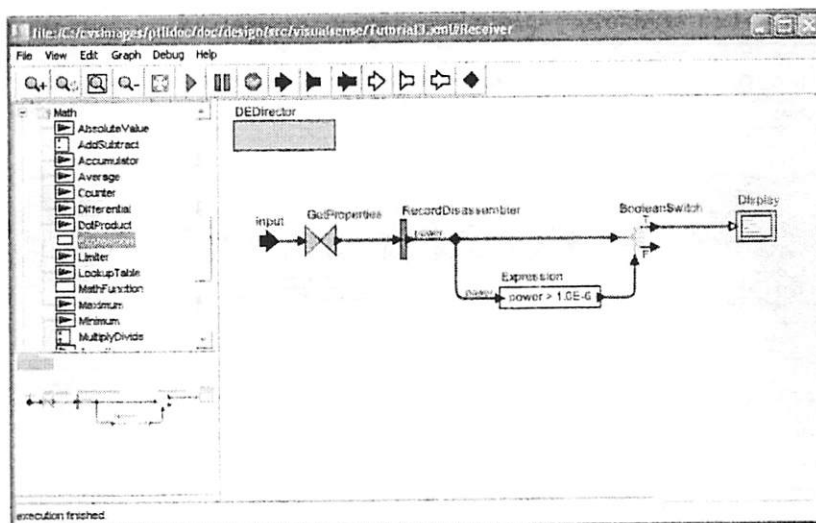 file:/C:/cvsimages/ptIIdoc/doc/design/src/visualsense/Tutorial3.xml#Receiver
File View Edit Graph Debug Help
Math
AbsoluteValue
AddSubtract
Accumulator
Average
Counter
Differential
DotProduct
Expression
Limiter
LookupTable
MathFunction
Maximum
Minimum
MultiplyDivide
DEDirector
input
GetProperties
RecordDisassembler
power
BooleanSwitch
T
F
Display
Expression
power
power > 1.0E-6
execution finished.